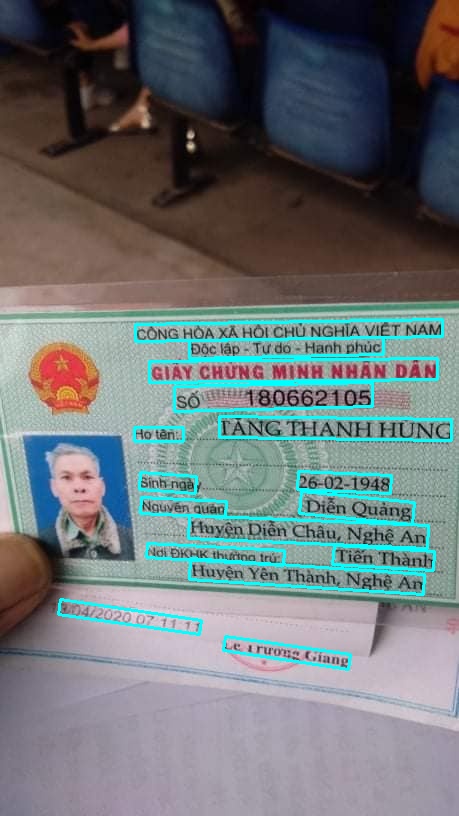 CỘNG HÒA XÃ HỘI CHỦ NGHĨA VIỆT NAM
Độc lập - Tự do - Hạnh phúc
GIẤY CHỨNG MINH NHÂN DÂN
SỐ 180662105
Họ tên: TĂNG THANH HÙNG
Sinh ngày 26-02-1948
Nguyên quán Diễn Quảng
Huyện Diễn Châu, Nghệ An
Nơi ĐKHK thường trú: Tiến Thành
Huyện Yên Thành, Nghệ An
/04/2020 07 11 11
Lê Trường Giang